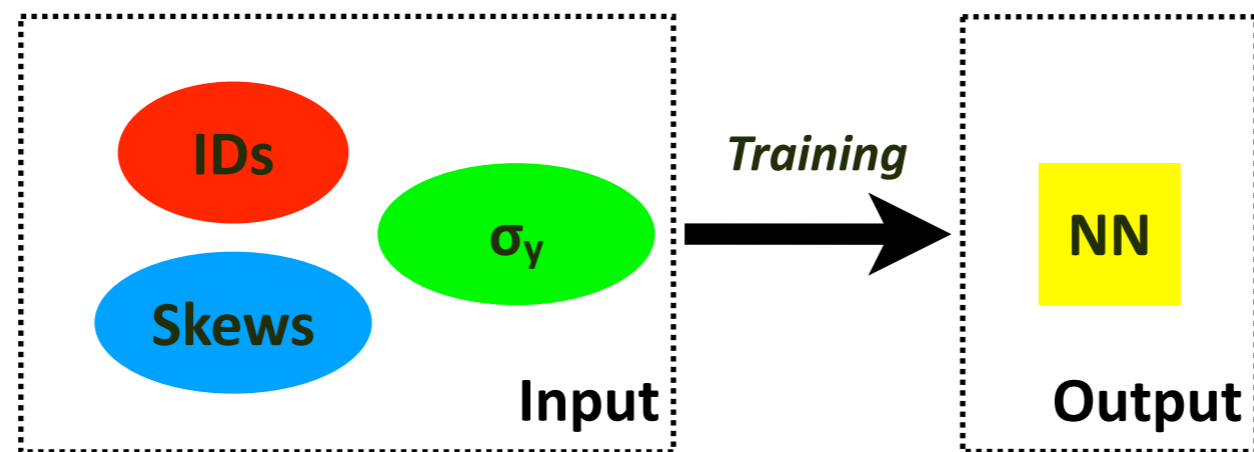 IDs
Skews
σy
Input
Training
NN
Output